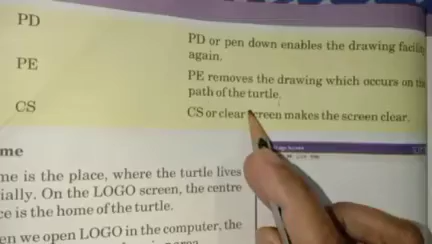 PD
PD or pen down enables the drawing facility
again.
PE
PE removes the drawing which occurs on the
path of the turtle.
CS
CS or clear screen makes the screen clear.
me
me is the place, where the turtle lives
ially. On the LOGO screen, the centre
ce is the home of the turtle.
en we open LOGO in the computer, the